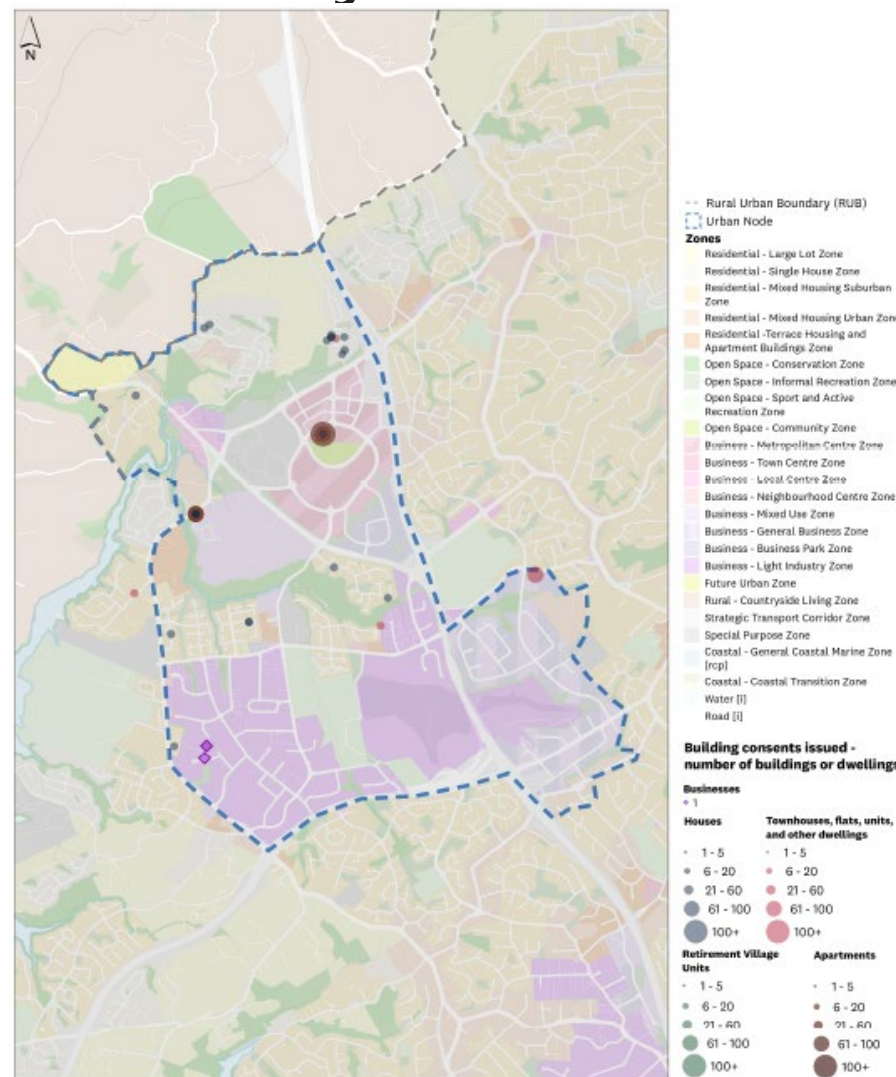 N
Rural Urban Boundary (RUB)
Urban Node
Zones
Residential - Large Lot Zone
Residential - Single House Zone
Residential - Mixed Housing Suburban
Zone
Residential - Mixed Housing Urban Zone
Residential -Terrace Housing and
Apartment Buildings Zone
Open Space - Conservation Zone
Open Space - Informal Recreation Zone
Open Space - Sport and Active
Recreation Zone
Open Space - Community Zone
Business - Metropolitan Centre Zone
Business - Town Centre Zone
Business - Local Centre Zone
Business - Neighbourhood Centre Zone
Business - Mixed Use Zone
Business - General Business Zone
Business - Business Park Zone
Business - Light Industry Zone
Future Urban Zone
Rural - Countryside Living Zone
Strategic Transport Corridor Zone
Special Purpose Zone
Coastal - General Coastal Marine Zone
[rcp]
Coastal - Coastal Transition Zone
Water [i]
Road [i]
Building consents issued -
number of buildings or dwellings
Businesses
1
Houses
1 - 5
6 - 20
21 - 60
61 - 100
100+
Townhouses, flats, units,
and other dwellings
1 - 5
6 - 20
21 - 60
61 - 100
100+
Retirement Village
Units
1 - 5
6 - 20
21 - 60
61 - 100
100+
Apartments
1 - 5
6 - 20
21 - 60
61 - 100
100+